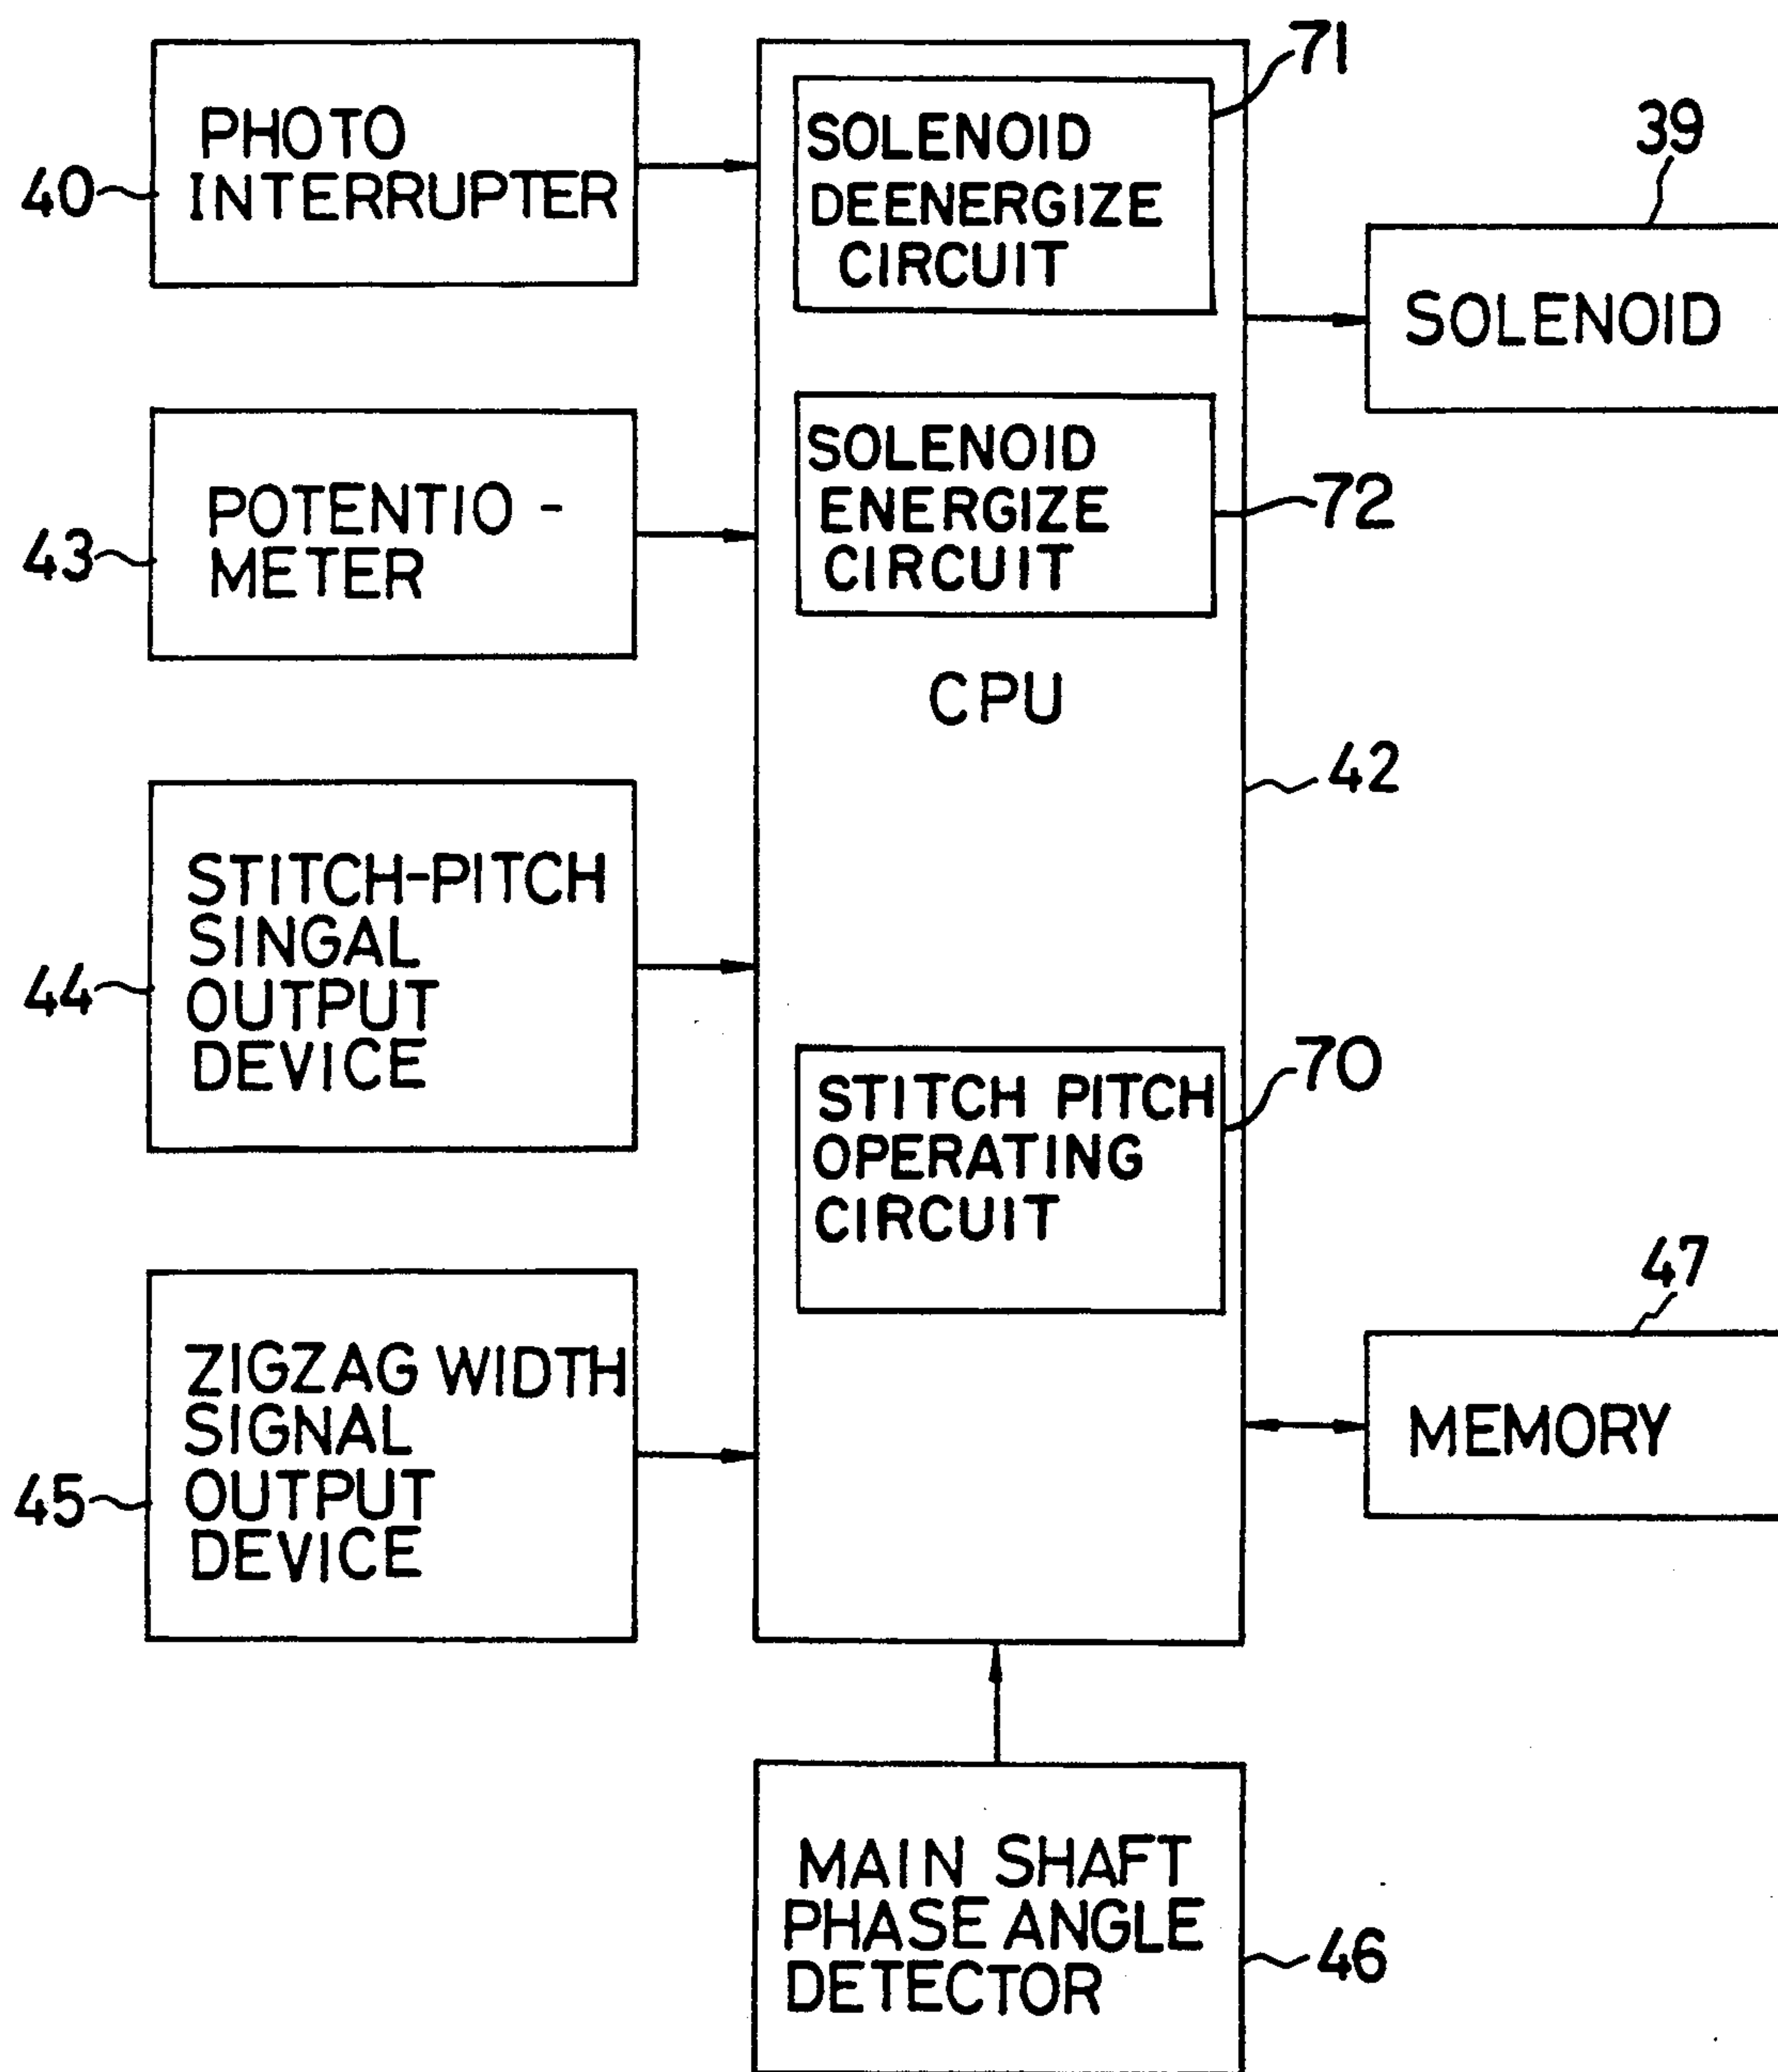 71
PHOTO
INTERRUPTER
40
SOLENOID
DEENERGIZE
CIRCUIT
39
SOLENOID
POTENTIO-
METER
43
SOLENOID
ENERGIZE
CIRCUIT
72
CPU
42
STITCH-PITCH
SINGAL
OUTPUT
DEVICE
44
70
STITCH PITCH
OPERATING
CIRCUIT
ZIGZAG WIDTH
SIGNAL
OUTPUT
DEVICE
45
47
MEMORY
MAIN SHAFT
PHASE ANGLE
DETECTOR
46